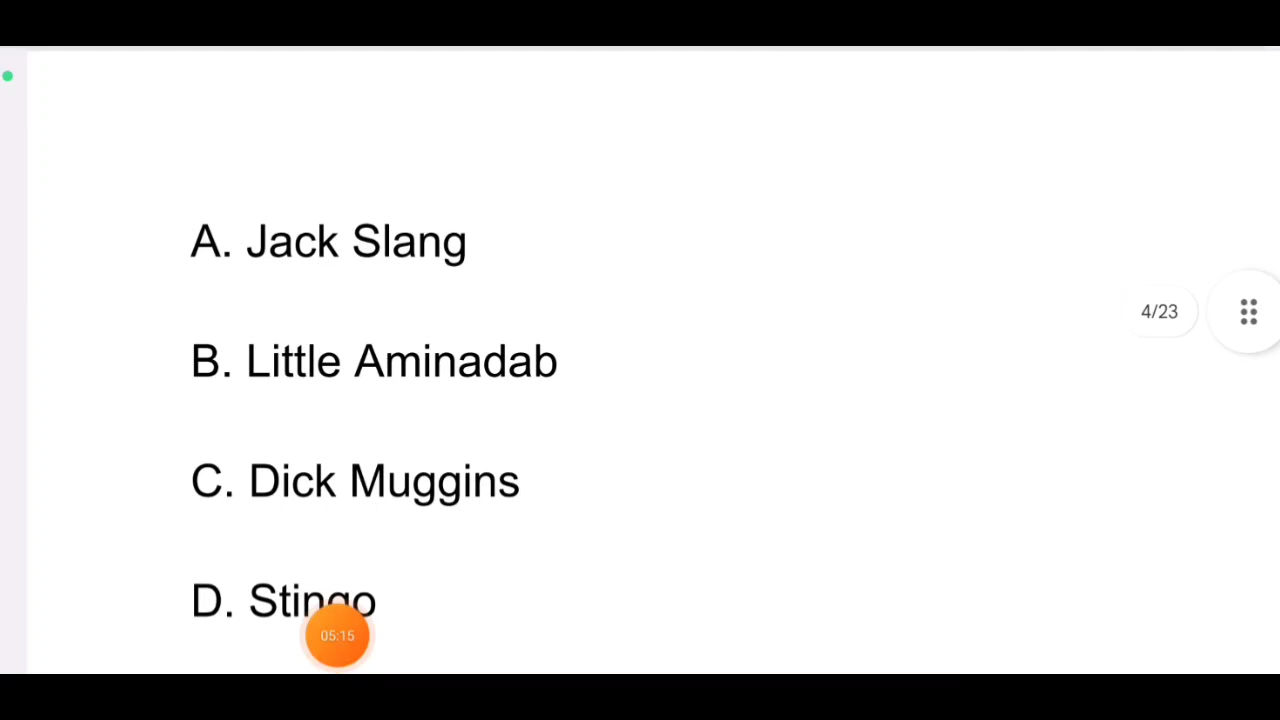 A. Jack Slang
4/23
B. Little Aminadab
C. Dick Muggins
D. Stingo
05:15